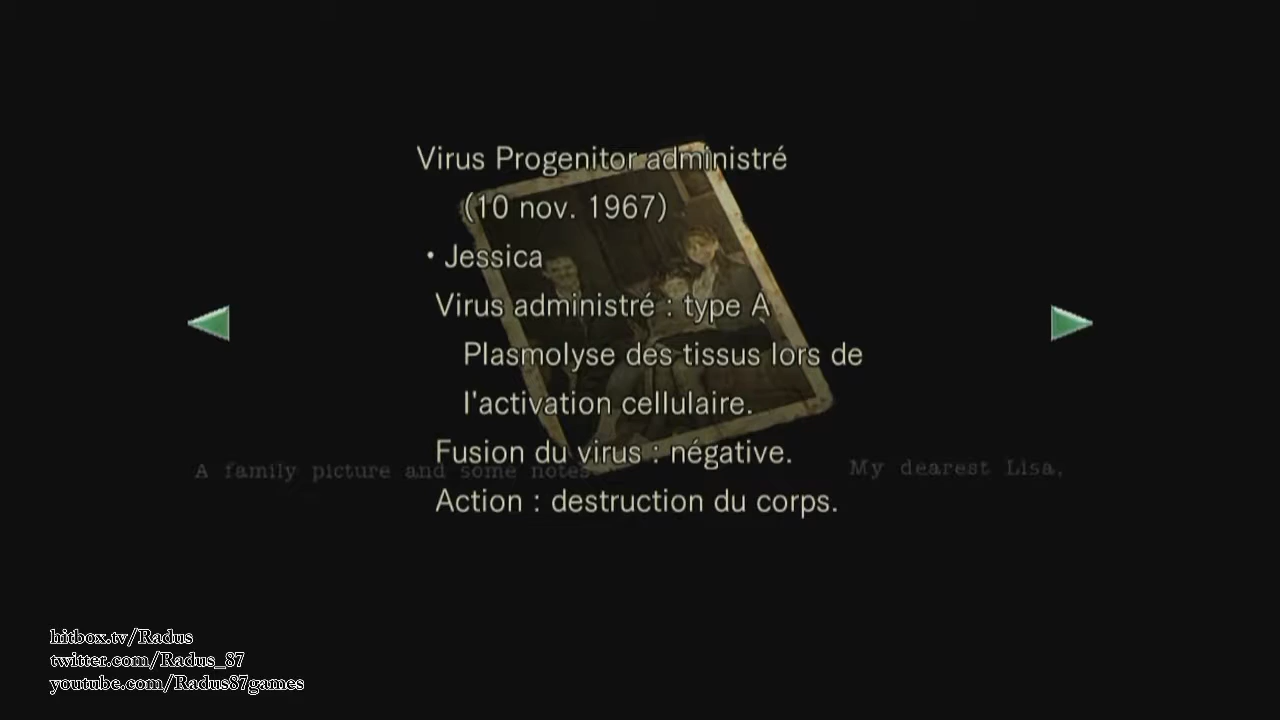 Virus Progenitor administré
(10 nov. 1967)
• Jessica
Virus administré : type A
Plasmolyse des tissus lors de
l'activation cellulaire.
Fusion du virus : négative.
A family picture and some notes
My dearest Lisa,
Action : destruction du corps.
hitbox.tv/Radus
twitter.com/Radus_87
youtube.com/Radus87games